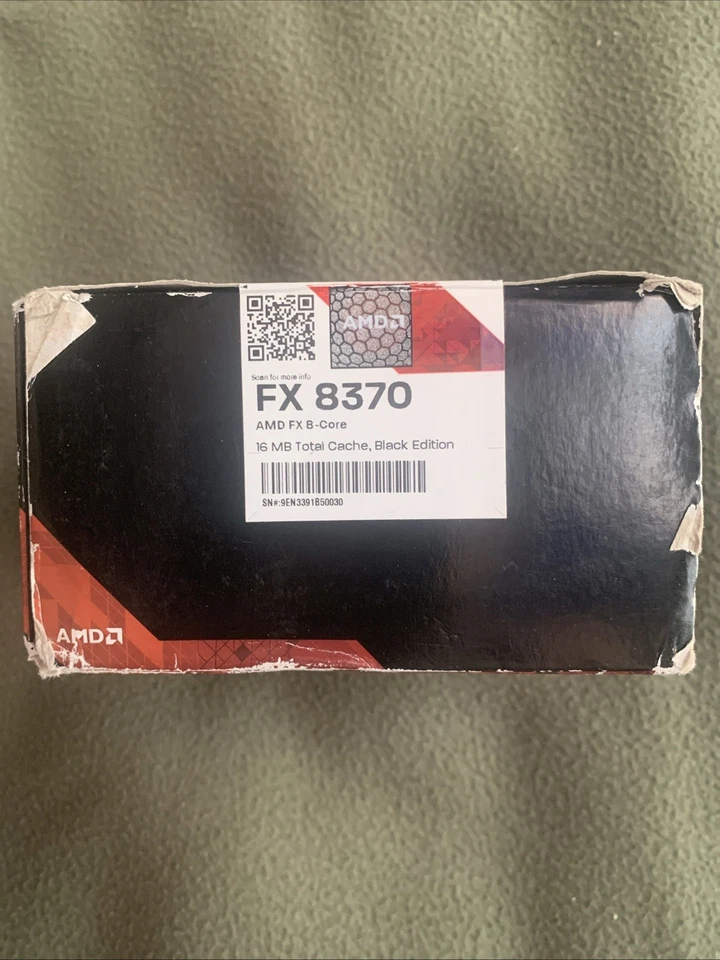 AMD
Scan for more info
FX 8370
AMD FX 8-Core
16 MB Total Cache, Black Edition
SN#:9EN3391B50030
AMD